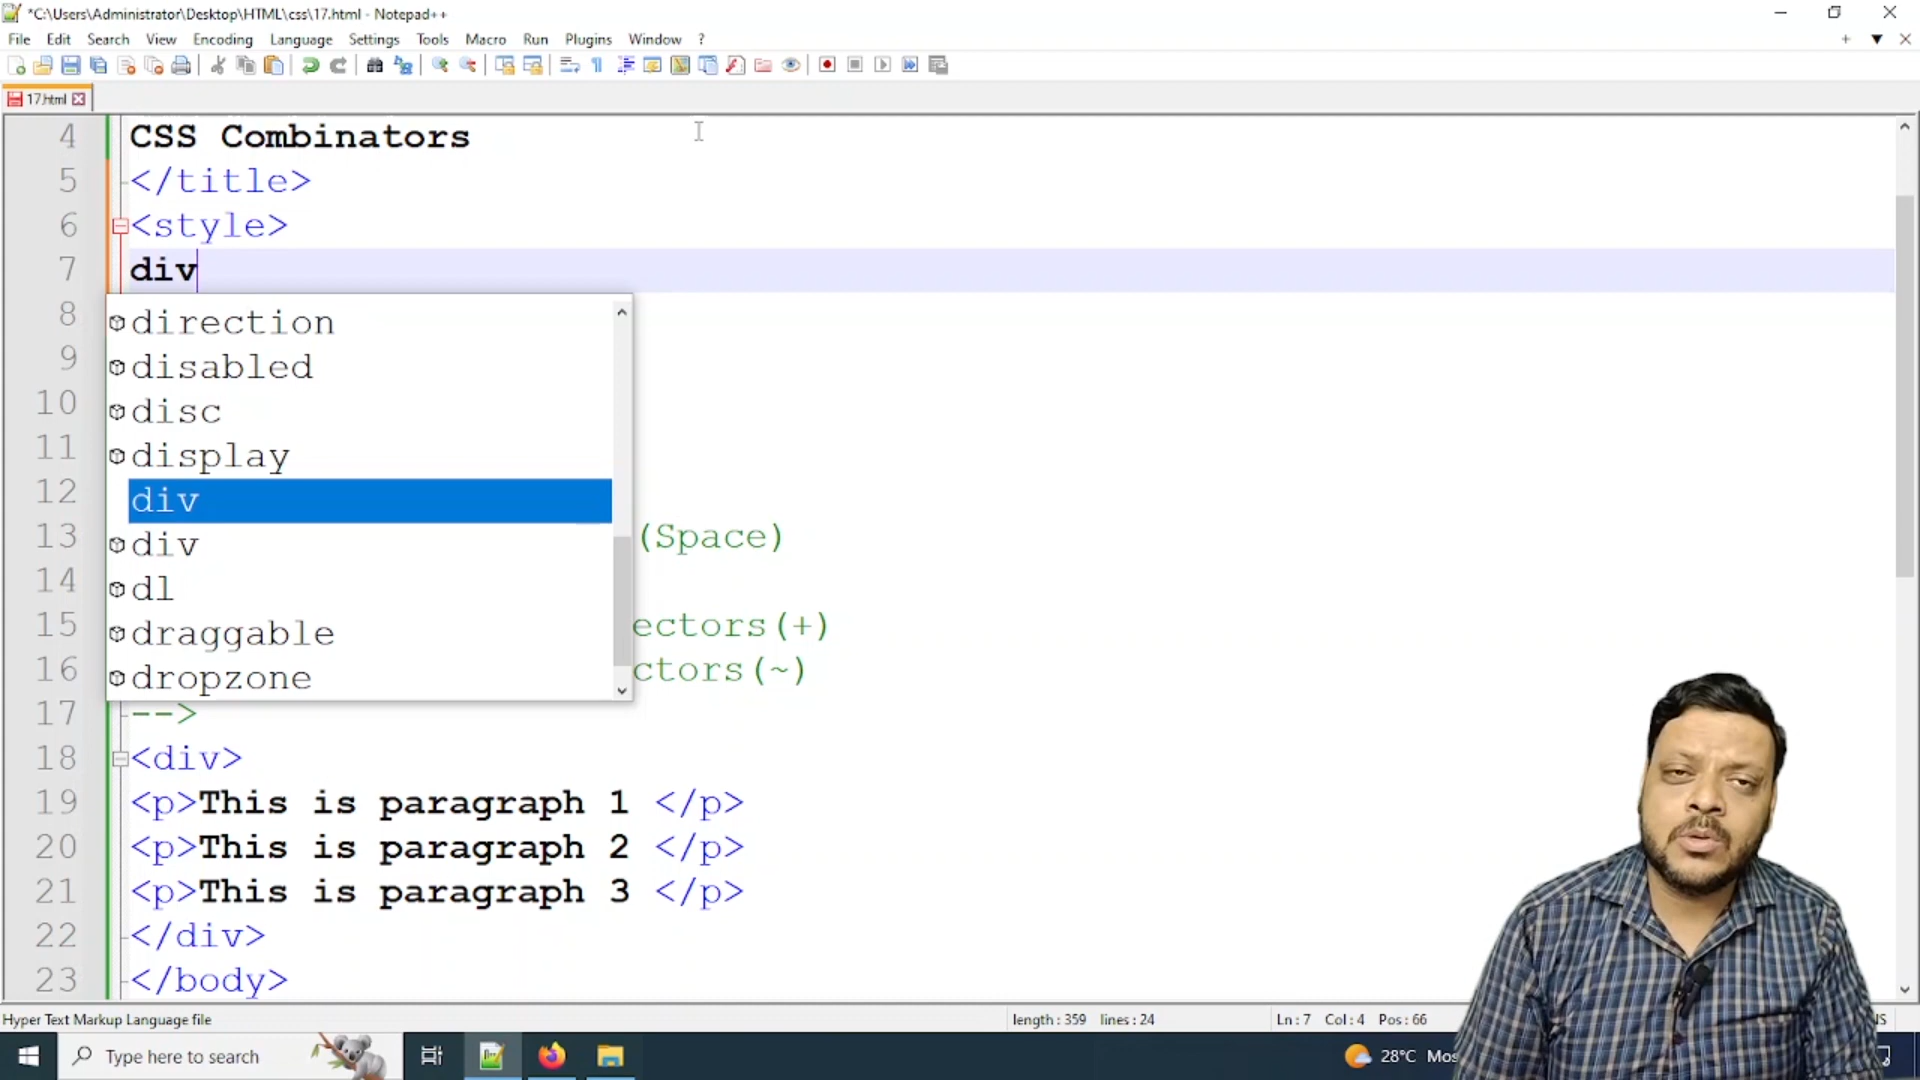 *C:\Users\Administrator\Desktop\HTML\css\17.html - Notepad++
File Edit Search View Encoding Language Settings Tools Macro Run Plugins Window ?
17.html
4 CSS Combinators
5 </title>
6 <style>
7 div
8
direction
9
disabled
10
disc
11
display
12
div
13 (Space)
div
14
dl
15 ectors(+)
draggable
16 ctors(~)
dropzone
17 -->
18 <div>
19 <p>This is paragraph 1 </p>
20 <p>This is paragraph 2 </p>
21 <p>This is paragraph 3 </p>
22 </div>
23 </body>
Hyper Text Markup Language file length : 359 lines : 24 Ln : 7 Col : 4 Pos : 66
Type here to search 28°C